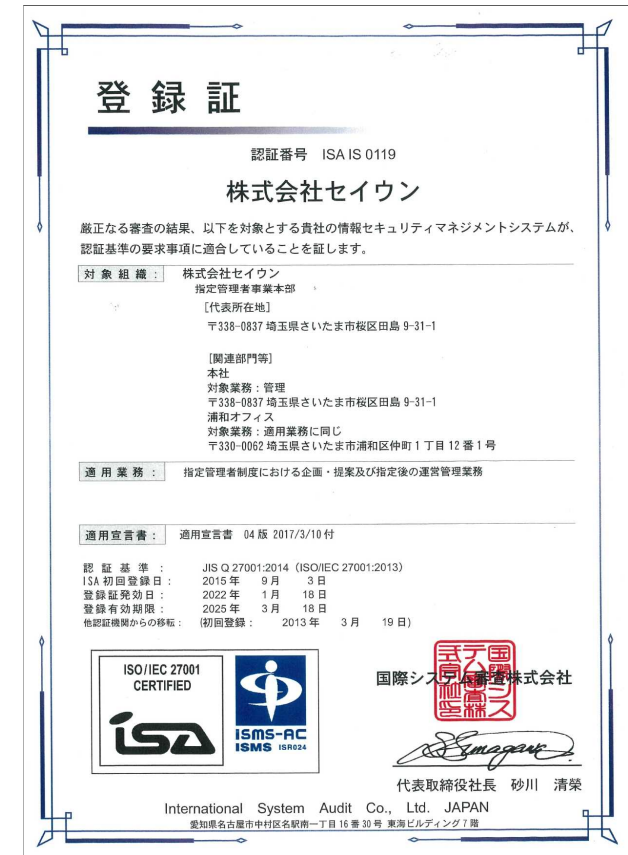 登録証
認証番号 ISA IS 0119
株式会社セイウン
厳正なる審査の結果、以下を対象とする貴社の情報セキュリティマネジメントシステムが、
認証基準の要求事項に適合していることを証します。
対象組織: 株式会社セイウン
指定管理者事業本部
[代表所在地]
〒338-0837 埼玉県さいたま市桜区田島 9-31-1
[関連部門等]
本社
対象業務:管理
〒338-0837 埼玉県さいたま市桜区田島 9-31-1
浦和オフィス
対象業務:適用業務に同じ
〒330-0062 埼玉県さいたま市浦和区仲町1丁目12番1号
適用業務: 指定管理者制度における企画・提案及び指定後の運営管理業務
適用宣言書: 適用宣言書 04版 2017/3/10付
認証基準: JIS Q 27001:2014(ISO/IEC 27001:2013)
ISA初回登録日: 2015年 9月 3日
登録証発効日: 2022年 1月 18日
登録有効期限: 2025年 3月 18日
他認証機関からの移転: (初回登録: 2013年 3月 19日)
ISO/IEC 27001
CERTIFIED
isa
isms-AC
ISMS ISR024
国際システム審査株式会社
代表取締役社長 砂川 清榮
International System Audit Co., Ltd. JAPAN
愛知県名古屋市中村区名駅南一丁目16番30号 東海ビルディング7階